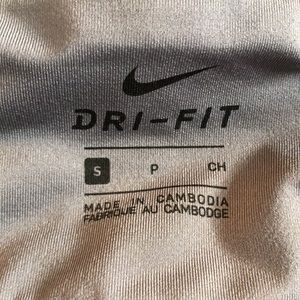 DRI-FIT
S P CH
MADE IN CAMBODIA
FABRIQUÉ AU CAMBODGE